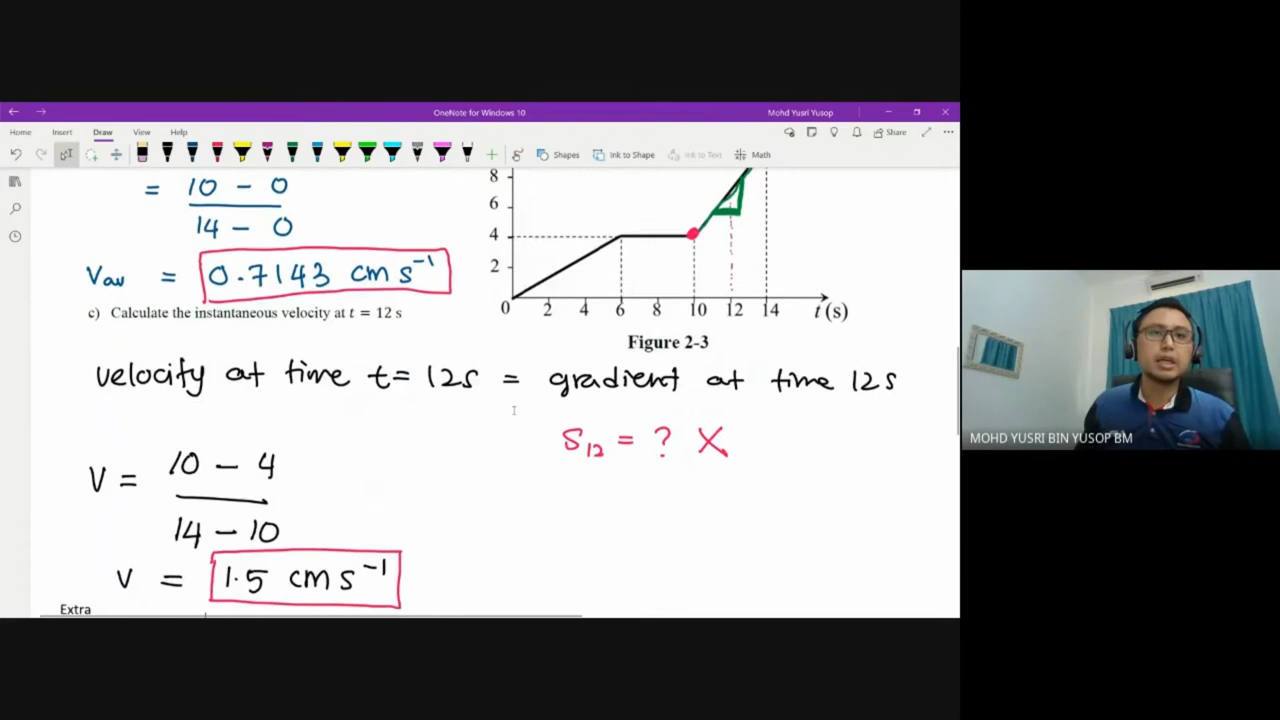 OneNote for Windows 10
Mohd Yusri Yusop
Home Insert Draw View Help
Share
Shapes Ink to Shape Ink to Text Math
= 10 - 0
14 - 0
Vav = 0.7143 cm s⁻¹
8
6
4
2
0 2 4 6 8 10 12 14 t (s)
Figure 2-3
c) Calculate the instantaneous velocity at t = 12 s
velocity at time t = 12s = gradient at time 12s
S₁₂ = ? X
V = 10 - 4
14 - 10
V = 1.5 cm s⁻¹
Extra
MOHD YUSRI BIN YUSOP BM